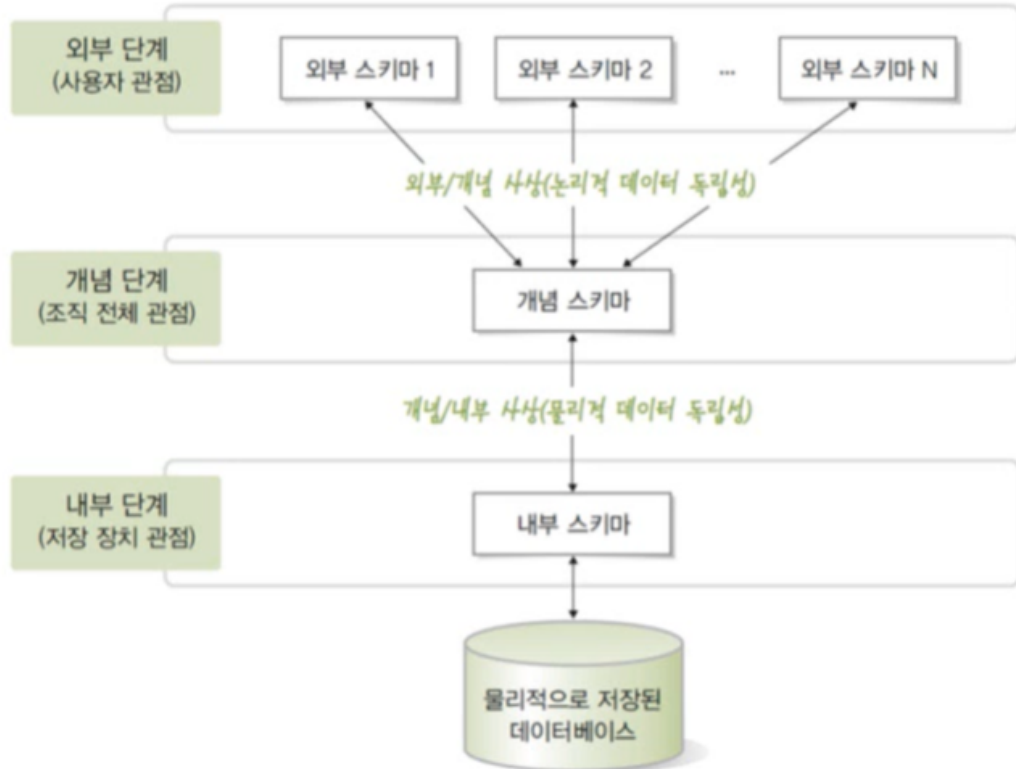 외부 단계
(사용자 관점)
외부 스키마 1
외부 스키마 2
...
외부 스키마 N
외부/개념 사상(논리적 데이터 독립성)
개념 단계
(조직 전체 관점)
개념 스키마
개념/내부 사상(물리적 데이터 독립성)
내부 단계
(저장 장치 관점)
내부 스키마
물리적으로 저장된
데이터베이스